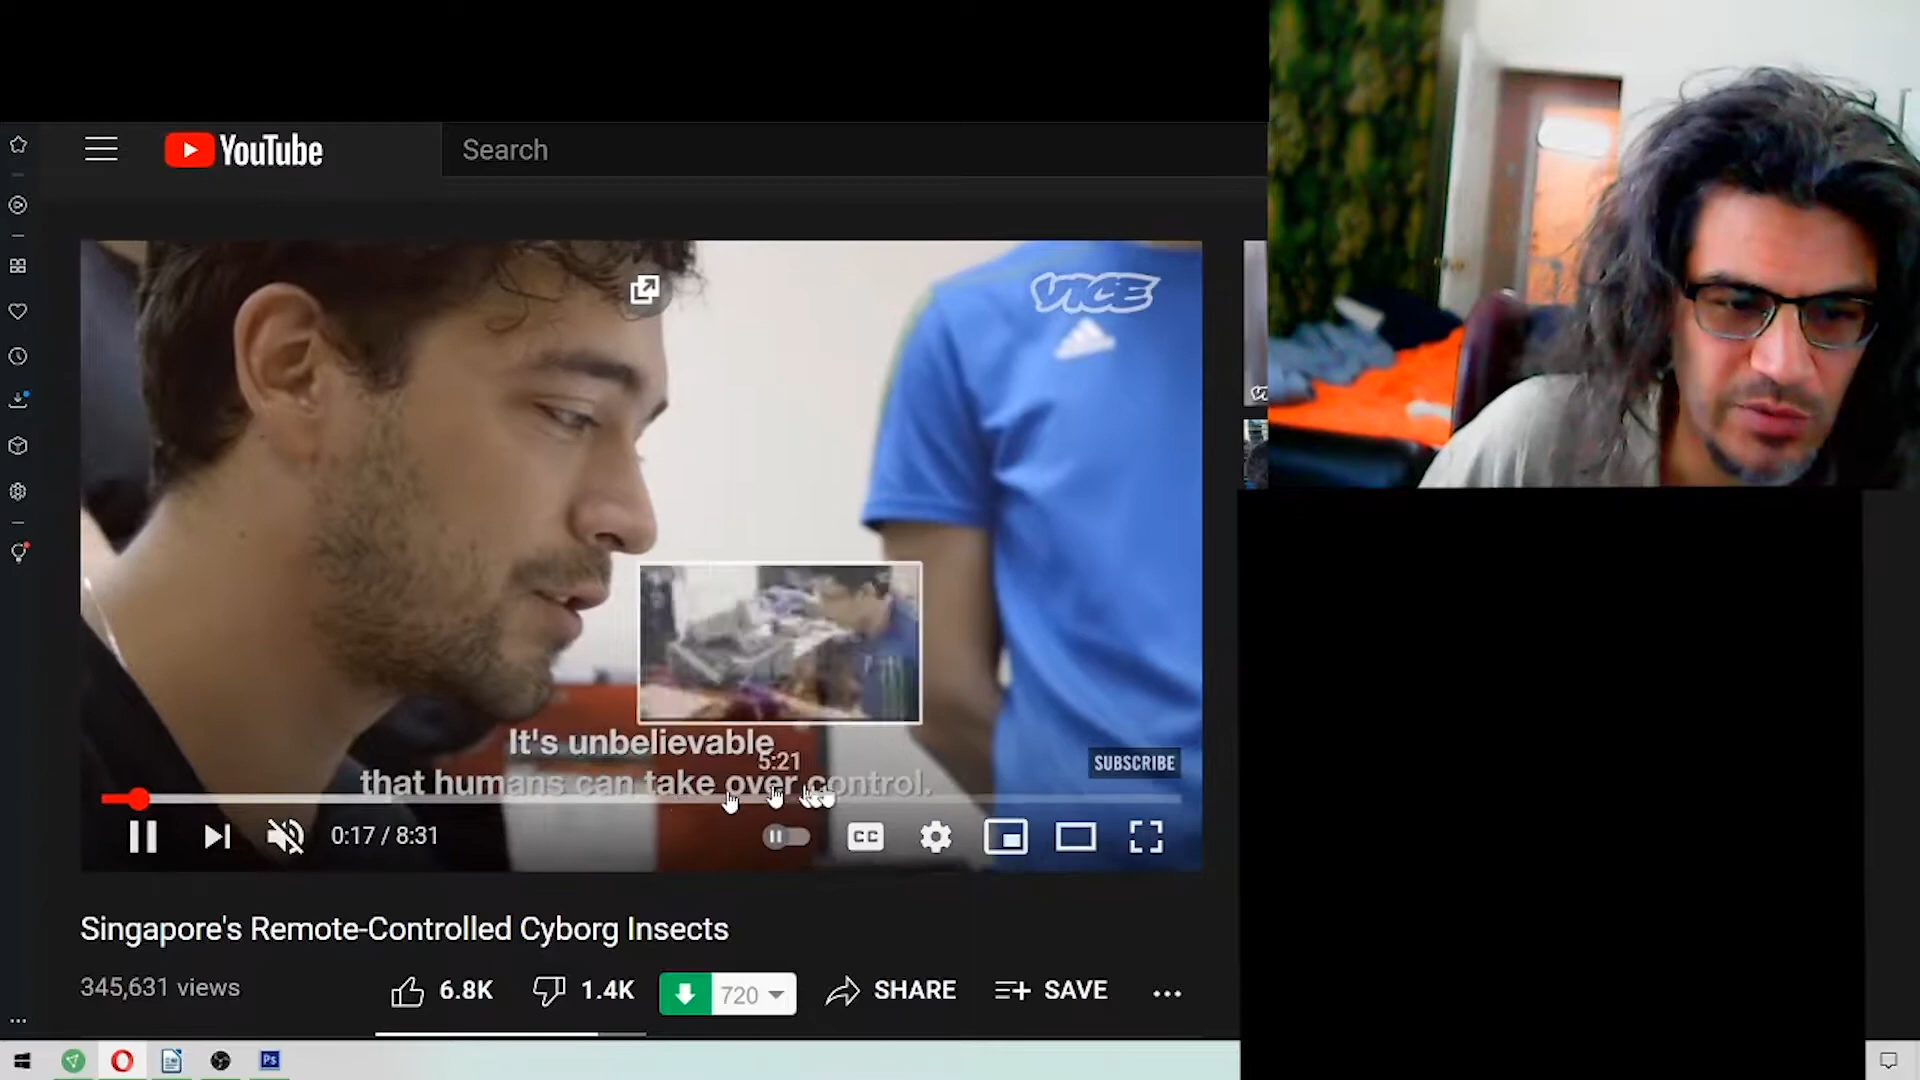 YouTube
Search
VICE
It's unbelievable
5:21
that humans can take over control.
SUBSCRIBE
0:17 / 8:31
CC
Singapore's Remote-Controlled Cyborg Insects
345,631 views
6.8K
1.4K
720
SHARE
SAVE
Ps